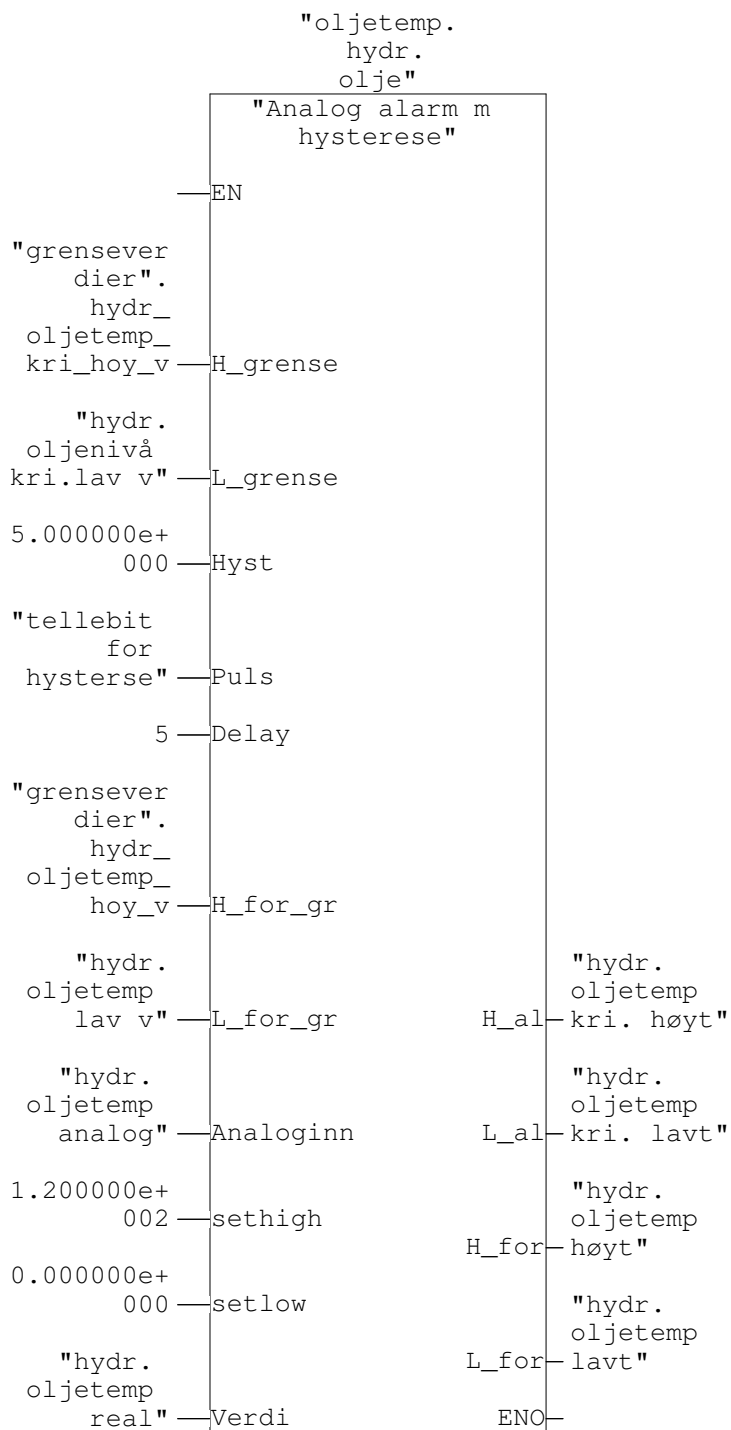 "oljetemp.
hydr.
olje"
"Analog alarm m
hysterese"
EN
"grensever
dier".
hydr_
oljetemp_
kri_hoy_v
H_grense
"hydr.
oljenivå
kri.lav v"
L_grense
5.000000e+
000
Hyst
"tellebit
for
hysterse"
Puls
5
Delay
"grensever
dier".
hydr_
oljetemp_
hoy_v
H_for_gr
"hydr.
oljetemp
lav v"
L_for_gr
H_al
"hydr.
oljetemp
kri. høyt"
"hydr.
oljetemp
analog"
Analoginn
L_al
"hydr.
oljetemp
kri. lavt"
1.200000e+
002
sethigh
H_for
"hydr.
oljetemp
høyt"
0.000000e+
000
setlow
L_for
"hydr.
oljetemp
lavt"
"hydr.
oljetemp
real"
Verdi
ENO